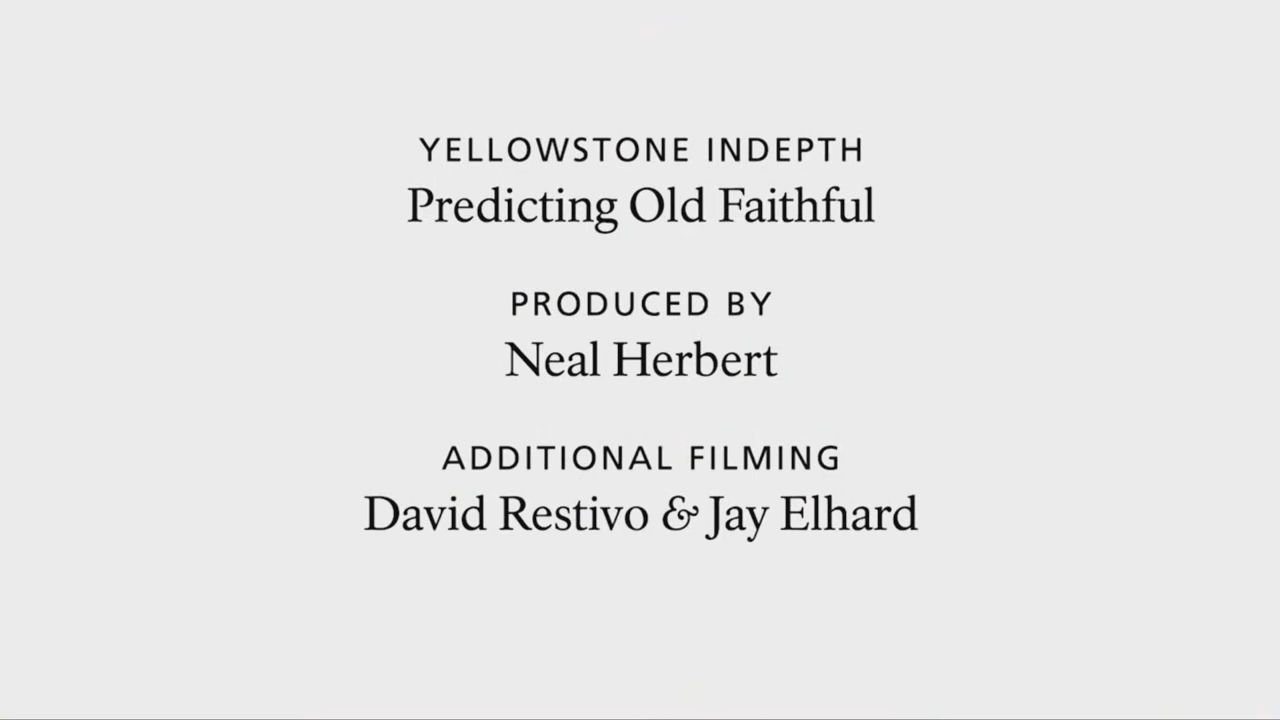 YELLOWSTONE INDEPTH
Predicting Old Faithful
PRODUCED BY
Neal Herbert
ADDITIONAL FILMING
David Restivo & Jay Elhard